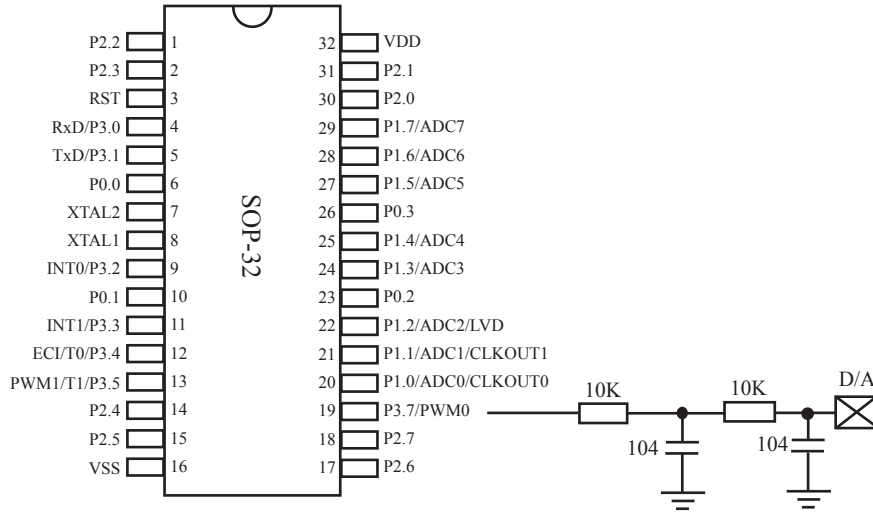 P2.2 1
P2.3 2
RST 3
RxD/P3.0 4
TxD/P3.1 5
P0.0 6
XTAL2 7
XTAL1 8
INT0/P3.2 9
P0.1 10
INT1/P3.3 11
ECI/T0/P3.4 12
PWM1/T1/P3.5 13
P2.4 14
P2.5 15
VSS 16
SOP-32
32 VDD
31 P2.1
30 P2.0
29 P1.7/ADC7
28 P1.6/ADC6
27 P1.5/ADC5
26 P0.3
25 P1.4/ADC4
24 P1.3/ADC3
23 P0.2
22 P1.2/ADC2/LVD
21 P1.1/ADC1/CLKOUT1
20 P1.0/ADC0/CLKOUT0
19 P3.7/PWM0
18 P2.7
17 P2.6
10K 10K D/A
104 104